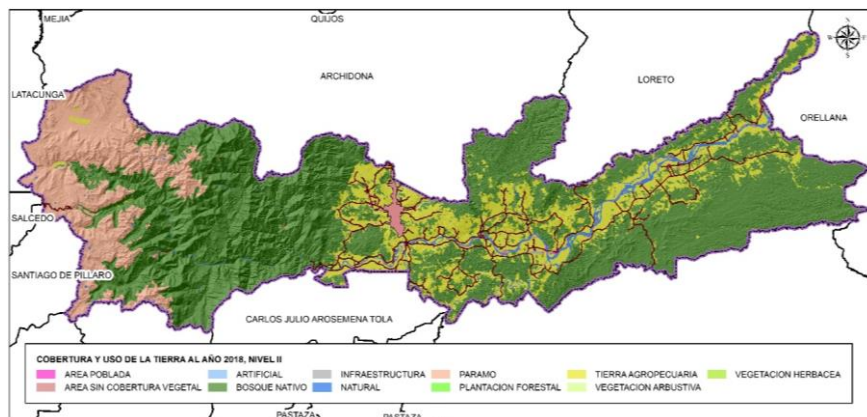 MEJIA
QUIJOS
ARCHIDONA
LORETO
LATACUNGA
ORELLANA
SALCEDO
SANTIAGO DE PILLARO
CARLOS JULIO AROSEMENA TOLA
COBERTURA Y USO DE LA TIERRA AL AÑO 2018, NIVEL II
AREA POBLADA
ARTIFICIAL
INFRAESTRUCTURA
PARAMO
TIERRA AGROPECUARIA
VEGETACION HERBACEA
AREA SIN COBERTURA VEGETAL
BOSQUE NATIVO
NATURAL
PLANTACION FORESTAL
VEGETACION ARBUSTIVA
PASTAZA
PASTAZA